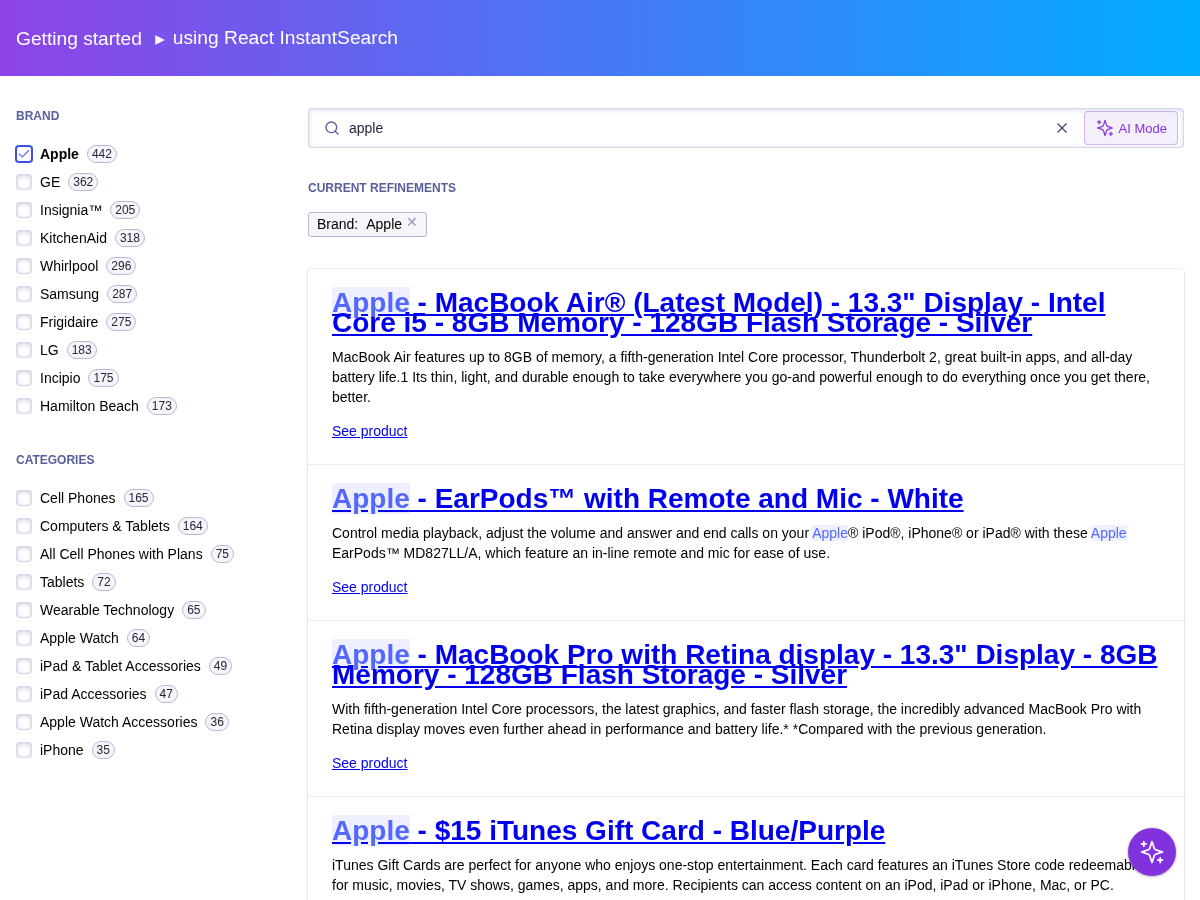 Getting started ▸ using React InstantSearch
BRAND
Apple 442
GE 362
Insignia™ 205
KitchenAid 318
Whirlpool 296
Samsung 287
Frigidaire 275
LG 183
Incipio 175
Hamilton Beach 173
CATEGORIES
Cell Phones 165
Computers & Tablets 164
All Cell Phones with Plans 75
Tablets 72
Wearable Technology 65
Apple Watch 64
iPad & Tablet Accessories 49
iPad Accessories 47
Apple Watch Accessories 36
iPhone 35
apple
AI Mode
CURRENT REFINEMENTS
Brand: Apple ✕
Apple - MacBook Air® (Latest Model) - 13.3" Display - Intel
Core i5 - 8GB Memory - 128GB Flash Storage - Silver
MacBook Air features up to 8GB of memory, a fifth-generation Intel Core processor, Thunderbolt 2, great built-in apps, and all-day
battery life.1 Its thin, light, and durable enough to take everywhere you go-and powerful enough to do everything once you get there,
better.
See product
Apple - EarPods™ with Remote and Mic - White
Control media playback, adjust the volume and answer and end calls on your Apple® iPod®, iPhone® or iPad® with these Apple
EarPods™ MD827LL/A, which feature an in-line remote and mic for ease of use.
See product
Apple - MacBook Pro with Retina display - 13.3" Display - 8GB
Memory - 128GB Flash Storage - Silver
With fifth-generation Intel Core processors, the latest graphics, and faster flash storage, the incredibly advanced MacBook Pro with
Retina display moves even further ahead in performance and battery life.* *Compared with the previous generation.
See product
Apple - $15 iTunes Gift Card - Blue/Purple
iTunes Gift Cards are perfect for anyone who enjoys one-stop entertainment. Each card features an iTunes Store code
for music, movies, TV shows, games, apps, and more. Recipients can access content on an iPod, iPad or iPhone, Mac, or PC.